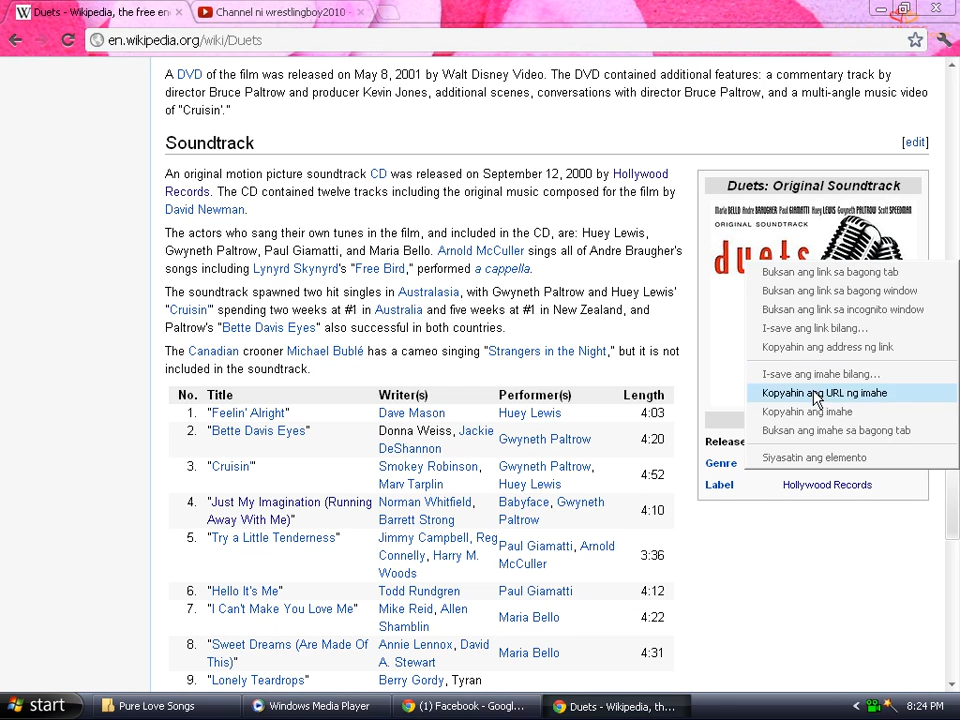 Duets - Wikipedia, the free en
Channel ni wrestlingboy2010 -
en.wikipedia.org/wiki/Duets
A DVD of the film was released on May 8, 2001 by Walt Disney Video. The DVD contained additional features: a commentary track by
director Bruce Paltrow and producer Kevin Jones, additional scenes, conversations with director Bruce Paltrow, and a multi-angle music video
of "Cruisin'."
Soundtrack
[edit]
An original motion picture soundtrack CD was released on September 12, 2000 by Hollywood
Records. The CD contained twelve tracks including the original music composed for the film by
David Newman.
The actors who sang their own tunes in the film, and included in the CD, are: Huey Lewis,
Gwyneth Paltrow, Paul Giamatti, and Maria Bello. Arnold McCuller sings all of Andre Braugher's
songs including Lynyrd Skynyrd's "Free Bird," performed a cappella.
The soundtrack spawned two hit singles in Australasia, with Gwyneth Paltrow and Huey Lewis'
"Cruisin'" spending two weeks at #1 in Australia and five weeks at #1 in New Zealand, and
Paltrow's "Bette Davis Eyes" also successful in both countries.
The Canadian crooner Michael Bublé has a cameo singing "Strangers in the Night," but it is not
included in the soundtrack.
No. Title Writer(s) Performer(s) Length
1. "Feelin' Alright" Dave Mason Huey Lewis 4:03
2. "Bette Davis Eyes" Donna Weiss, Jackie DeShannon Gwyneth Paltrow 4:20
3. "Cruisin'" Smokey Robinson, Marv Tarplin Gwyneth Paltrow, Huey Lewis 4:52
4. "Just My Imagination (Running Away With Me)" Norman Whitfield, Barrett Strong Babyface, Gwyneth Paltrow 4:10
5. "Try a Little Tenderness" Jimmy Campbell, Reg Connelly, Harry M. Woods Paul Giamatti, Arnold McCuller 3:36
6. "Hello It's Me" Todd Rundgren Paul Giamatti 4:12
7. "I Can't Make You Love Me" Mike Reid, Allen Shamblin Maria Bello 4:22
8. "Sweet Dreams (Are Made Of This)" Annie Lennox, David A. Stewart Maria Bello 4:31
9. "Lonely Teardrops" Berry Gordy, Tyran
Duets: Original Soundtrack
Maria BELLO Andre BRAUGHER Paul GIAMATTI Huey LEWIS Gwyneth PALTROW Scott SPEEDMAN
ORIGINAL SOUNDTRACK
duets
Release
Genre
Label Hollywood Records
Buksan ang link sa bagong tab
Buksan ang link sa bagong window
Buksan ang link sa incognito window
I-save ang link bilang...
Kopyahin ang address ng link
I-save ang imahe bilang...
Kopyahin ang URL ng imahe
Kopyahin ang imahe
Buksan ang imahe sa bagong tab
Siyasatin ang elemento
start
Pure Love Songs
Windows Media Player
(1) Facebook - Googl...
Duets - Wikipedia, th...
8:24 PM